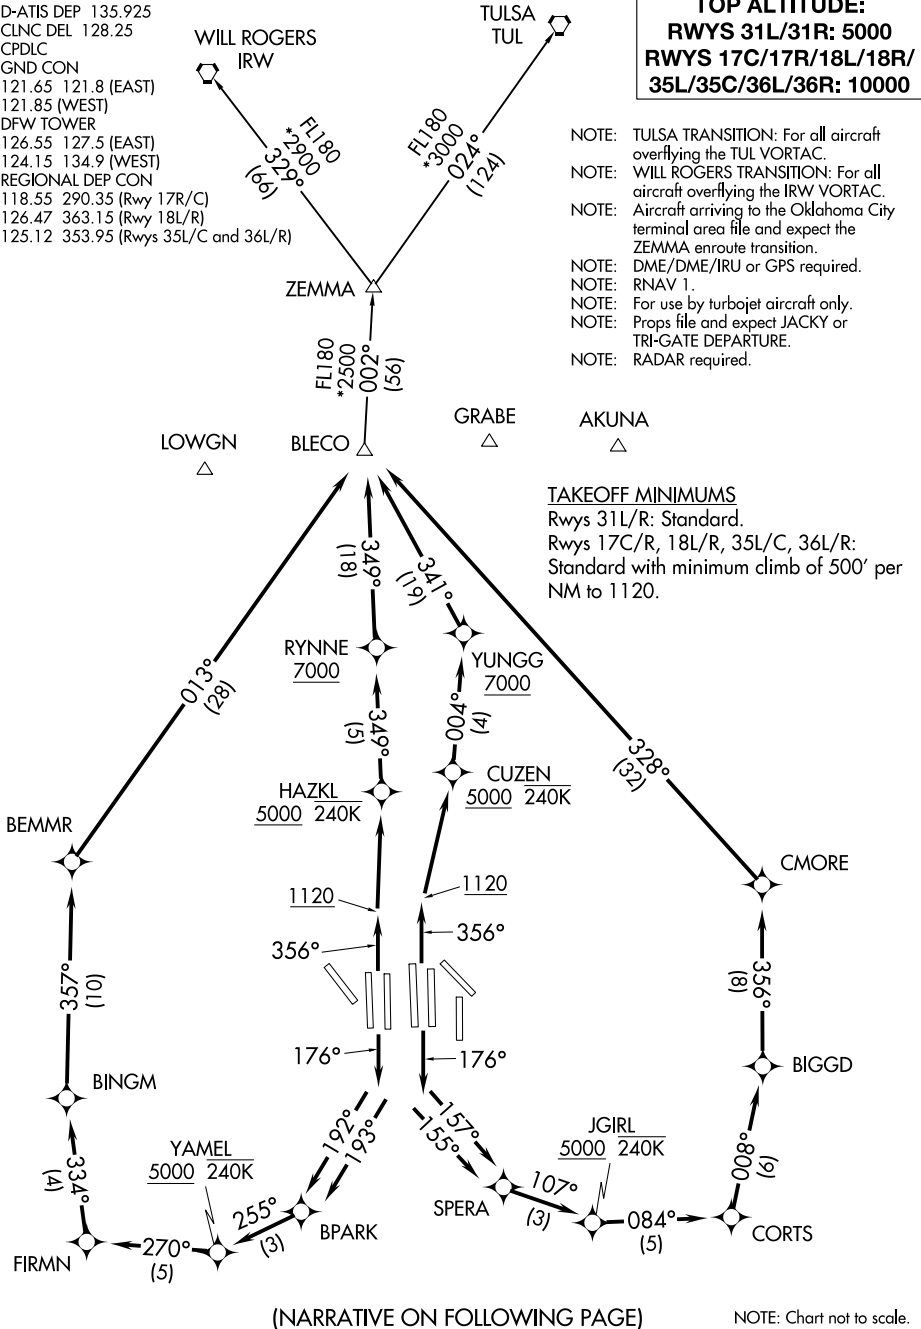 D-ATIS DEP 135.925
CLNC DEL 128.25
CPDLC
GND CON
121.65 121.8 (EAST)
121.85 (WEST)
DFW TOWER
126.55 127.5 (EAST)
124.15 134.9 (WEST)
REGIONAL DEP CON
118.55 290.35 (Rwy 17R/C)
126.47 363.15 (Rwy 18L/R)
125.12 353.95 (Rwys 35L/C and 36L/R)
WILL ROGERS
IRW
TULSA
TUL
TOP ALTITUDE:
RWYS 31L/31R: 5000
RWYS 17C/17R/18L/18R/
35L/35C/36L/36R: 10000
FL180
*2900
329°
(66)
FL180
*3000
024°
(124)
NOTE: TULSA TRANSITION: For all aircraft
overflying the TUL VORTAC.
NOTE: WILL ROGERS TRANSITION: For all
aircraft overflying the IRW VORTAC.
NOTE: Aircraft arriving to the Oklahoma City
terminal area file and expect the
ZEMMA enroute transition.
NOTE: DME/DME/IRU or GPS required.
NOTE: RNAV 1.
NOTE: For use by turbojet aircraft only.
NOTE: Props file and expect JACKY or
TRI-GATE DEPARTURE.
NOTE: RADAR required.
ZEMMA
FL180
*2500
002°
(56)
LOWGN
BLECO
GRABE
AKUNA
TAKEOFF MINIMUMS
Rwys 31L/R: Standard.
Rwys 17C/R, 18L/R, 35L/C, 36L/R:
Standard with minimum climb of 500' per
NM to 1120.
349°
(18)
341°
(19)
RYNNE
7000
YUNGG
7000
013°
(28)
349°
(5)
004°
(4)
328°
(32)
HAZKL
5000 240K
CUZEN
5000 240K
BEMMR
CMORE
1120
1120
356°
356°
357°
(10)
356°
(8)
176°
176°
BINGM
BIGGD
192°
193°
157°
155°
YAMEL
5000 240K
JGIRL
5000 240K
334°
(4)
008°
(6)
255°
(3)
BPARK
SPERA
107°
(3)
FIRMN
270°
(5)
084°
(5)
CORTS
(NARRATIVE ON FOLLOWING PAGE)
NOTE: Chart not to scale.